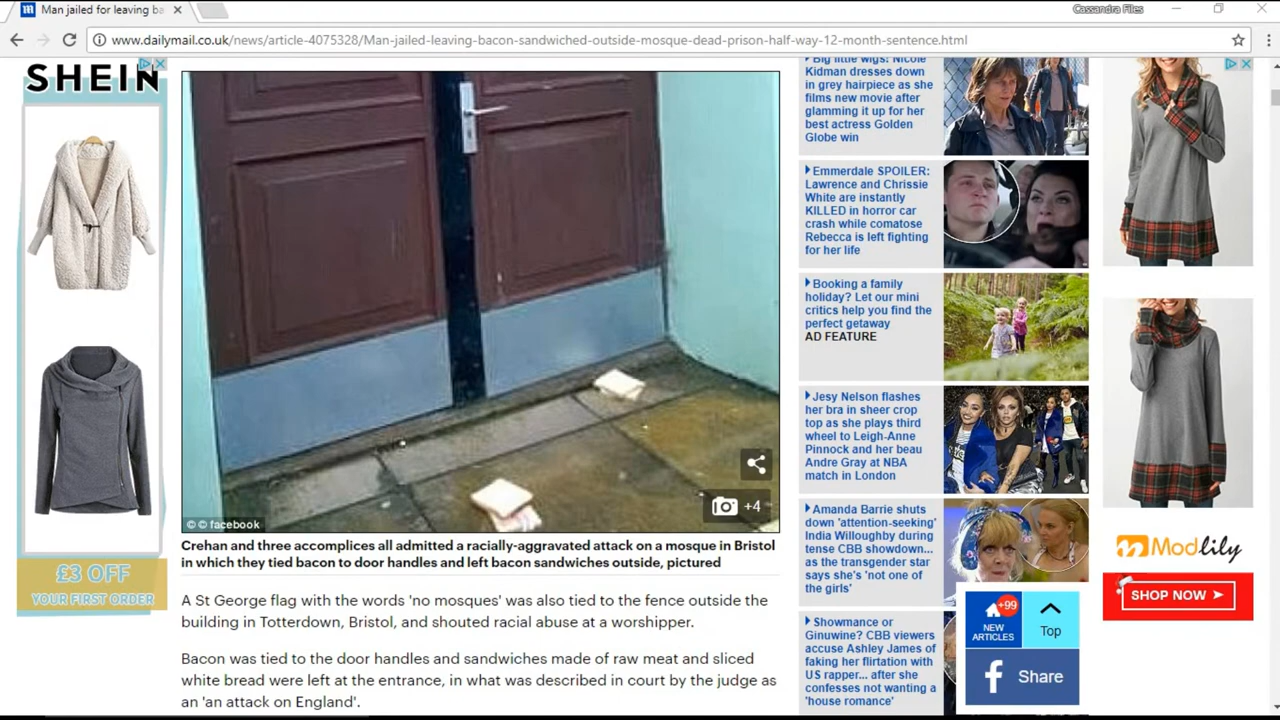 Man jailed for leaving ba
Cassandra Files
www.dailymail.co.uk/news/article-4075328/Man-jailed-leaving-bacon-sandwiched-outside-mosque-dead-prison-half-way-12-month-sentence.html
SHEIN
£3 OFF
YOUR FIRST ORDER
© © facebook
+4
Crehan and three accomplices all admitted a racially-aggravated attack on a mosque in Bristol
in which they tied bacon to door handles and left bacon sandwiches outside, pictured
A St George flag with the words 'no mosques' was also tied to the fence outside the
building in Totterdown, Bristol, and shouted racial abuse at a worshipper.
Bacon was tied to the door handles and sandwiches made of raw meat and sliced
white bread were left at the entrance, in what was described in court by the judge as
an 'an attack on England'.
Big little wigs: Nicole
Kidman dresses down
in grey hairpiece as she
films new movie after
glamming it up for her
best actress Golden
Globe win
Emmerdale SPOILER:
Lawrence and Chrissie
White are instantly
KILLED in horror car
crash while comatose
Rebecca is left fighting
for her life
Booking a family
holiday? Let our mini
critics help you find the
perfect getaway
AD FEATURE
Jesy Nelson flashes
her bra in sheer crop
top as she plays third
wheel to Leigh-Anne
Pinnock and her beau
Andre Gray at NBA
match in London
Amanda Barrie shuts
down 'attention-seeking'
India Willoughby during
tense CBB showdown...
as the transgender star
says she's 'not one of
the girls'
Showmance or
Ginuwine? CBB viewers
accuse Ashley James of
faking her flirtation with
US rapper... after she
confesses not wanting a
'house romance'
+99
NEW
ARTICLES
Top
Share
Modlily
SHOP NOW